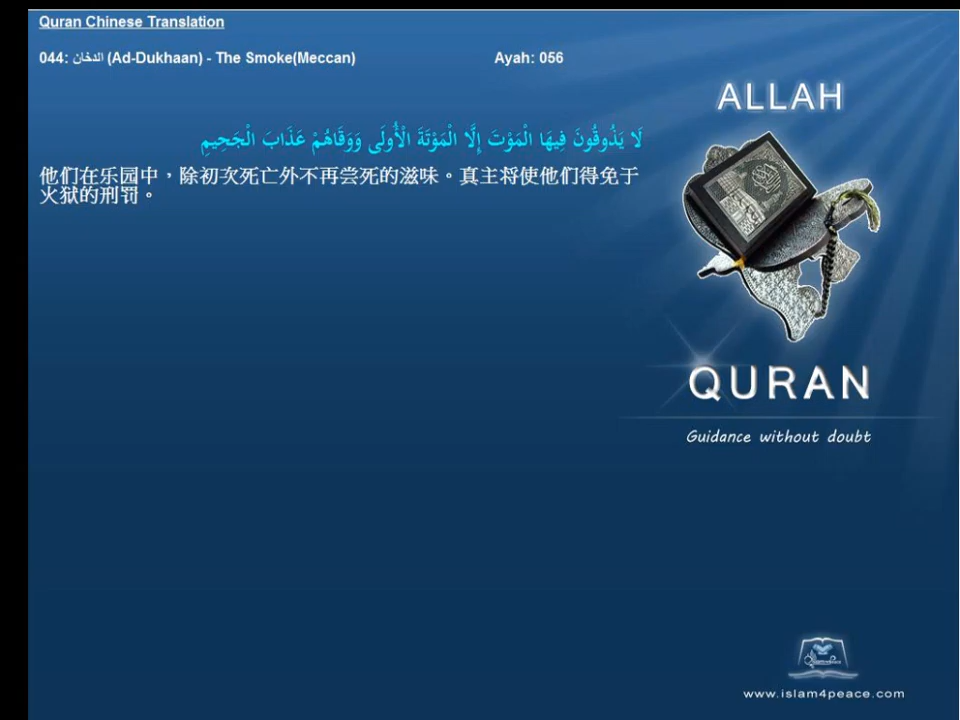 Quran Chinese Translation
044: الدخان (Ad-Dukhaan) - The Smoke(Meccan) Ayah: 056
ALLAH
لَا يَذُوقُونَ فِيهَا الْمَوْتَ إِلَّا الْمَوْتَةَ الْأُولَى وَوَقَاهُمْ عَذَابَ الْجَحِيمِ
他们在乐园中，除初次死亡外不再尝死的滋味。真主将使他们得免于
火狱的刑罚。
QURAN
Guidance without doubt
www.islam4peace.com